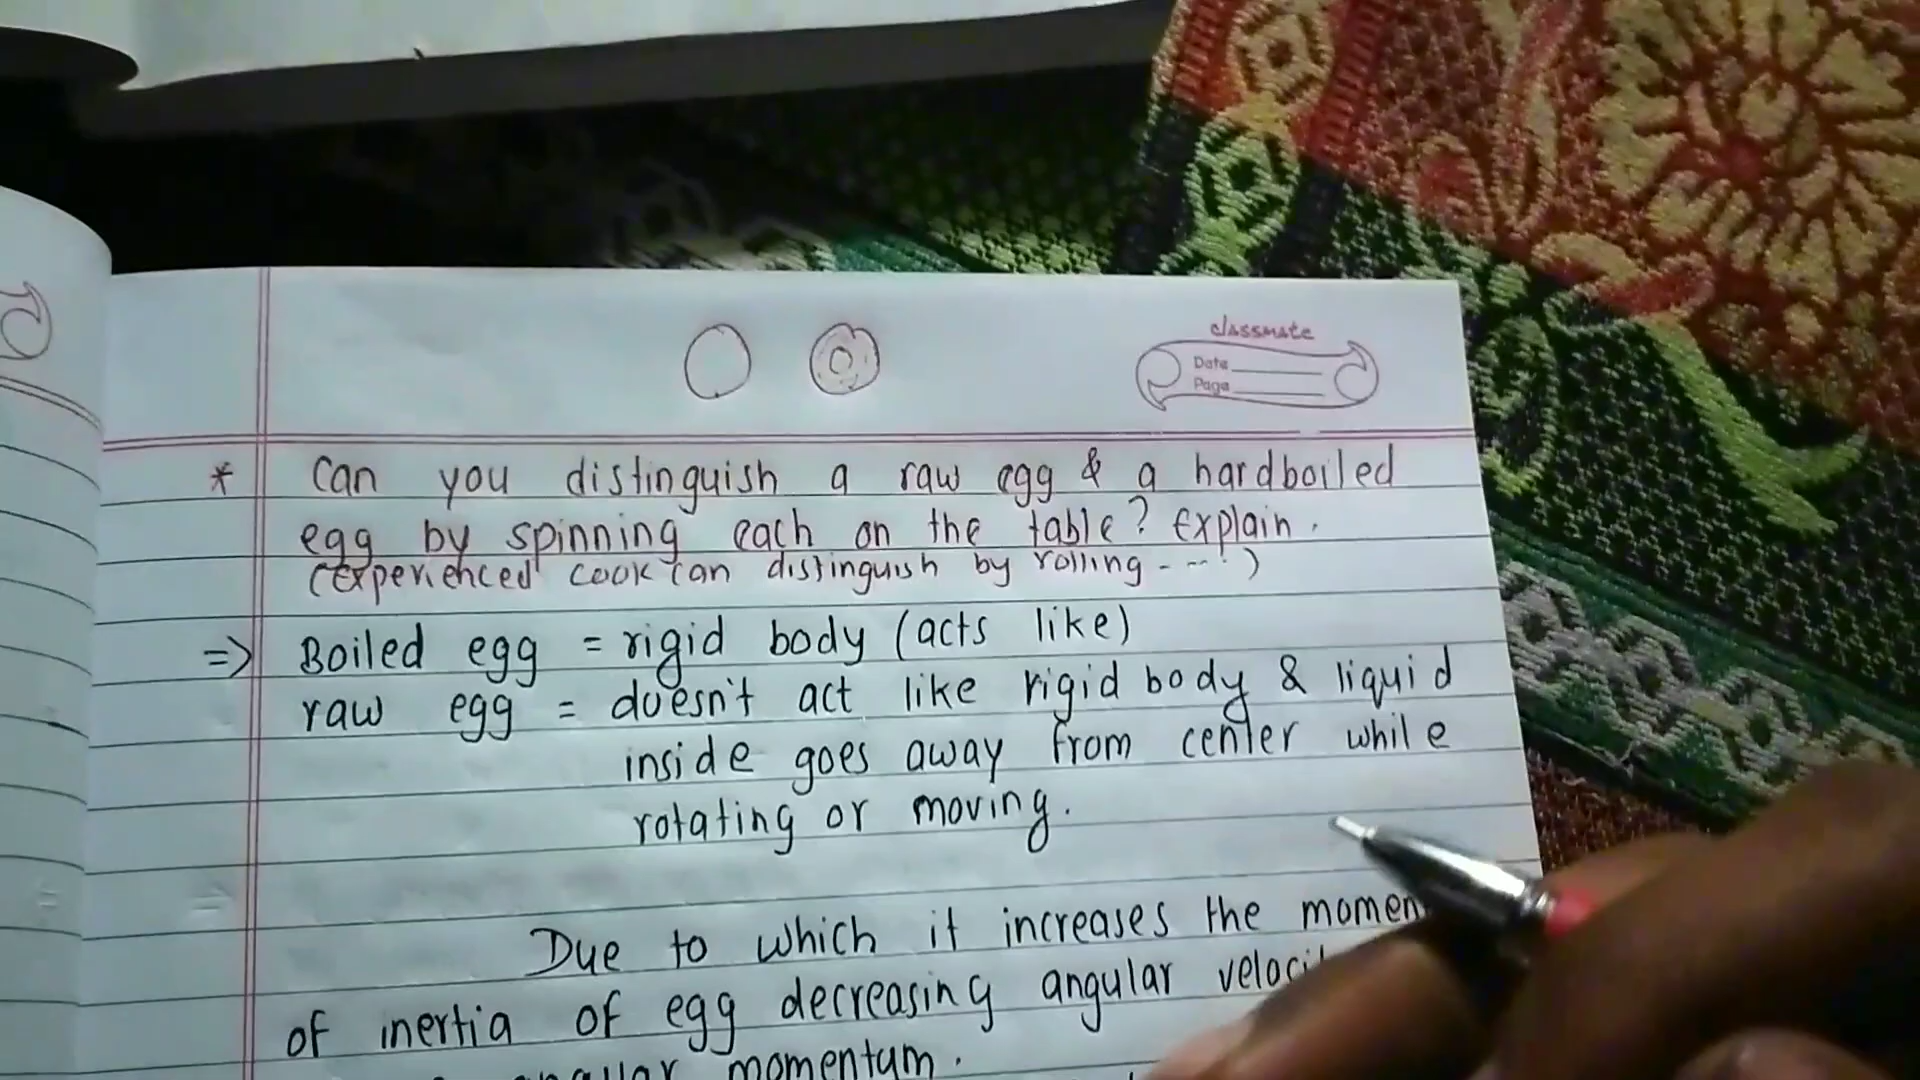 classmate
Date
Page
* Can you distinguish a raw egg & a hardboiled
egg by spinning each on the table? Explain.
(Experienced cook can distinguish by rolling - - - ! )
=> Boiled egg = rigid body (acts like)
raw egg = doesn't act like rigid body & liquid
inside goes away from center while
rotating or moving.
Due to which it increases the momen
of inertia of egg decreasing angular veloci
angular momentum.